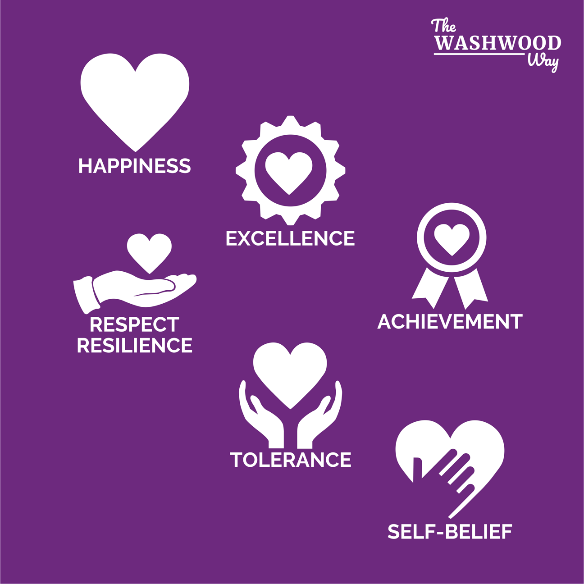 The
WASHWOOD
Way
HAPPINESS
EXCELLENCE
RESPECT
RESILIENCE
ACHIEVEMENT
TOLERANCE
SELF-BELIEF